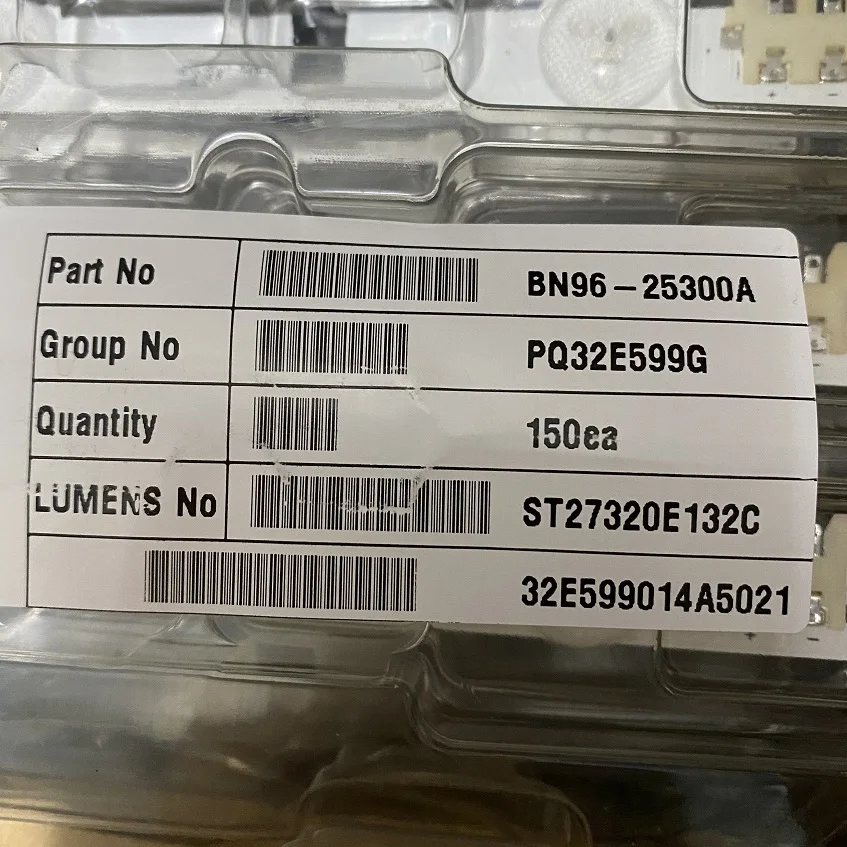 Part No BN96-25300A
Group No PQ32E599G
Quantity 150ea
LUMENS No ST27320E132C
32E599014A5021
+ -
+ -